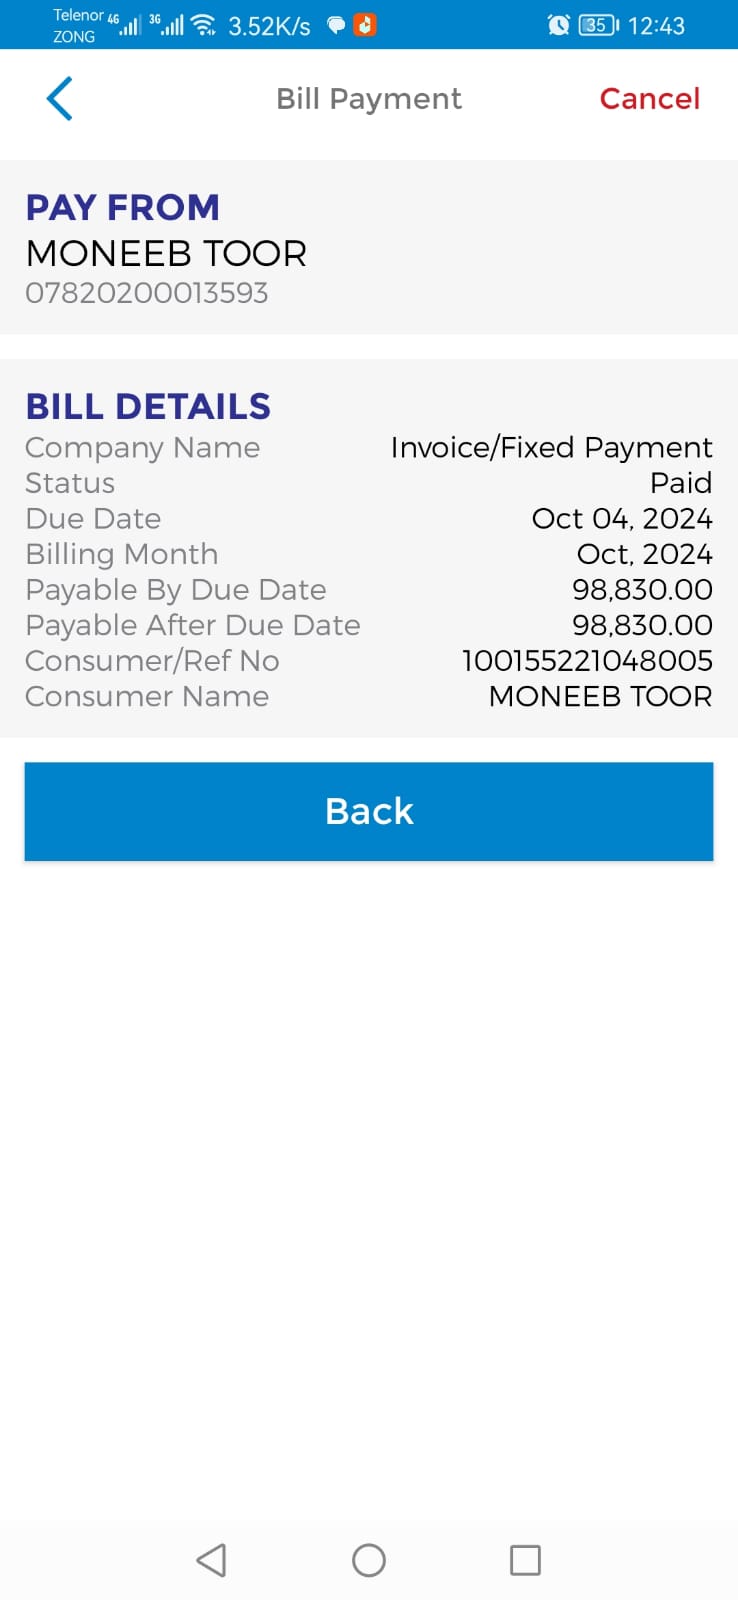 Telenor 4G 3G 3.52K/s 35 12:43
ZONG
Bill Payment Cancel
PAY FROM
MONEEB TOOR
07820200013593
BILL DETAILS
Company Name Invoice/Fixed Payment
Status Paid
Due Date Oct 04, 2024
Billing Month Oct, 2024
Payable By Due Date 98,830.00
Payable After Due Date 98,830.00
Consumer/Ref No 100155221048005
Consumer Name MONEEB TOOR
Back